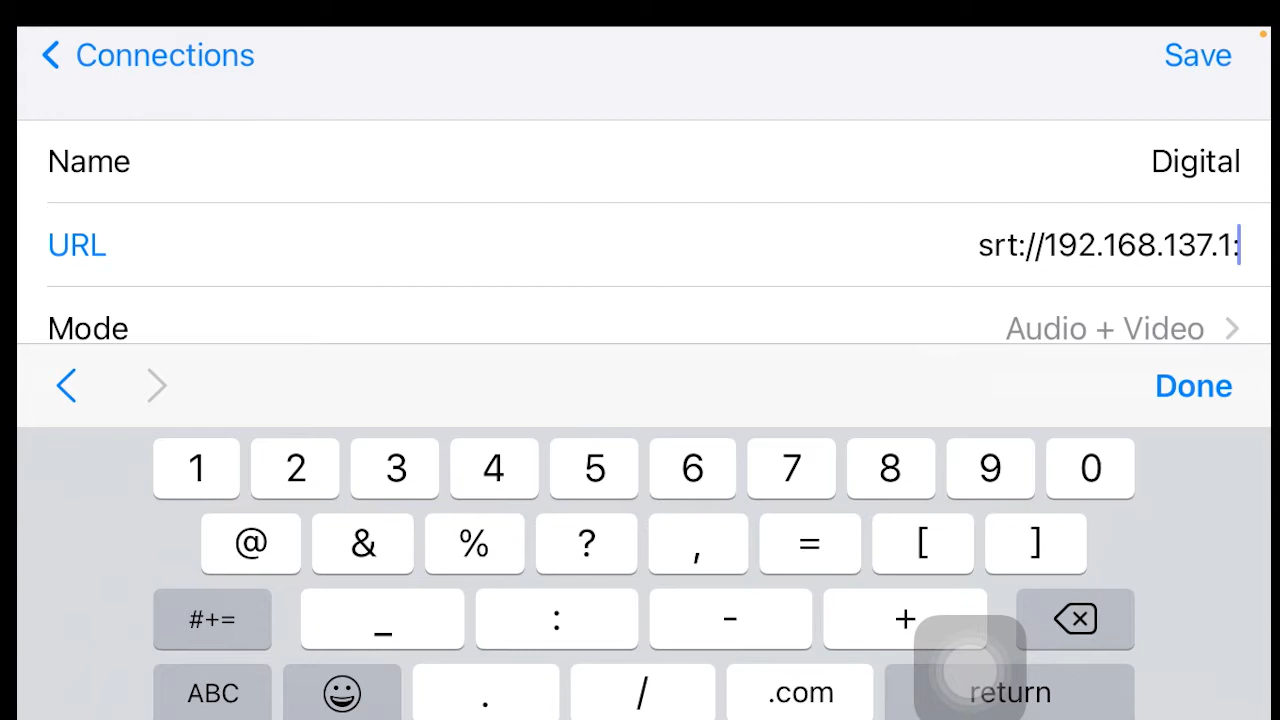 Connections Save
Name Digital
URL srt://192.168.137.1:
Mode Audio + Video
Done
1 2 3 4 5 6 7 8 9 0
@ & % ? , = [ ]
#+= _ : - +
ABC . / .com return